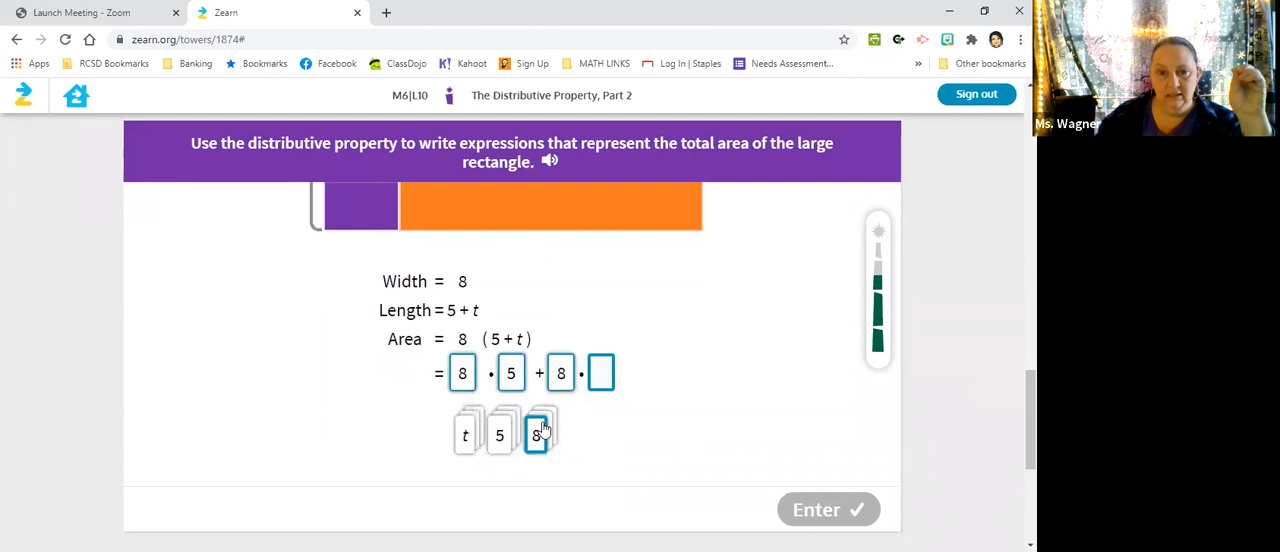 Launch Meeting - Zoom
Zearn
zearn.org/towers/1874#
Apps RCSD Bookmarks Banking Bookmarks Facebook ClassDojo Kahoot Sign Up MATH LINKS Log In | Staples Needs Assessment... » Other bookmarks
M6|L10 The Distributive Property, Part 2 Sign out
Ms. Wagner
Use the distributive property to write expressions that represent the total area of the large
rectangle.
Width = 8
Length = 5 + t
Area = 8 ( 5 + t )
= 8 • 5 + 8 •
t 5 8
Enter ✓